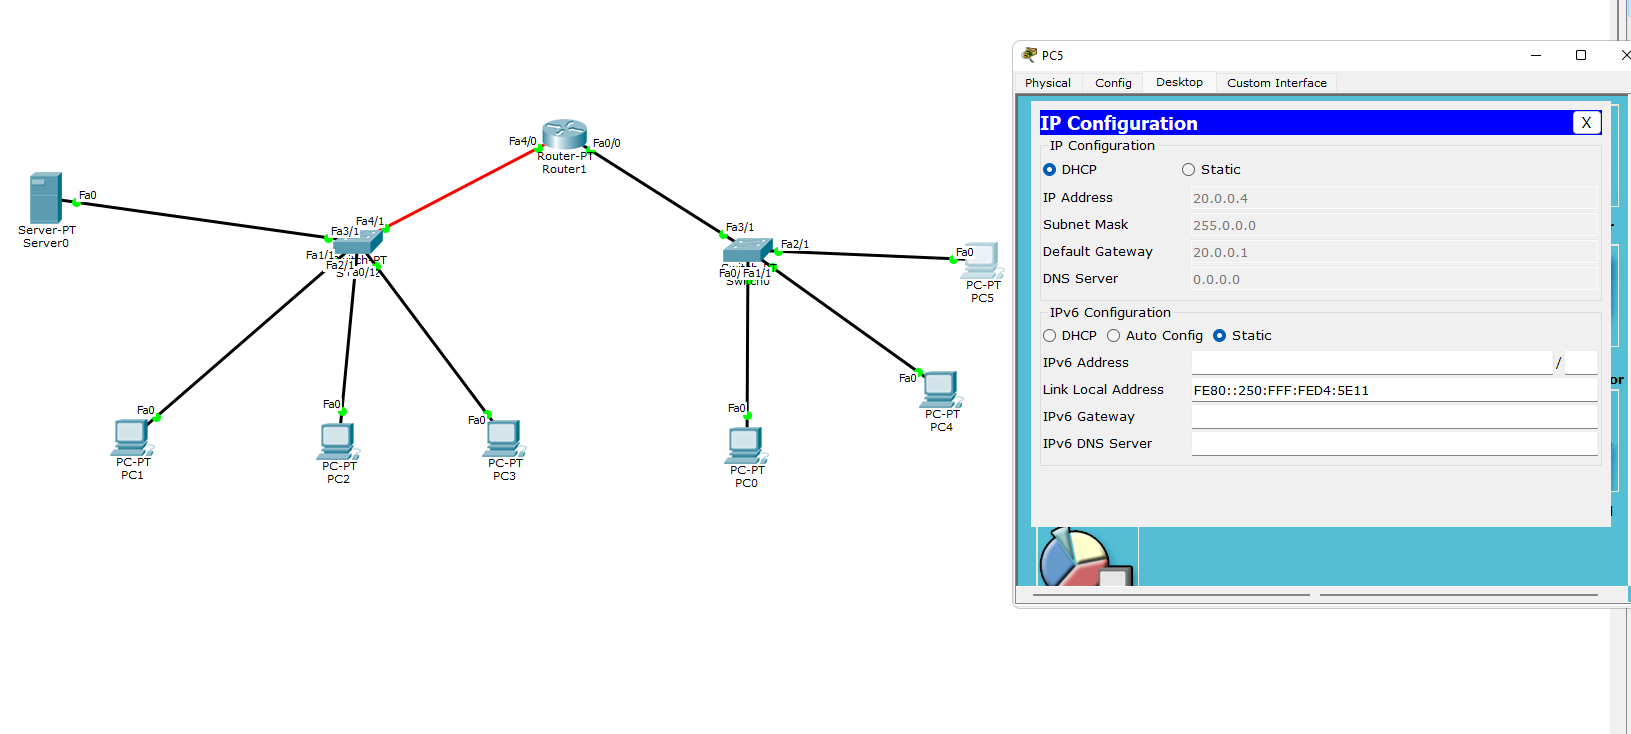 Fa4/0
Fa0/0
Router-PT
Router1
Fa0
Server-PT
Server0
Fa3/1
Fa4/1
Fa1/1
Fa2/1
Fa0/1
Fa0
PC-PT
PC1
Fa0
PC-PT
PC2
Fa0
PC-PT
PC3
Fa3/1
Fa2/1
Fa0/
Fa1/1
Fa0
PC-PT
PC5
Fa0
PC-PT
PC4
Fa0
PC-PT
PC0
PC5
Physical Config Desktop Custom Interface
IP Configuration X
IP Configuration
DHCP Static
IP Address 20.0.0.4
Subnet Mask 255.0.0.0
Default Gateway 20.0.0.1
DNS Server 0.0.0.0
IPv6 Configuration
DHCP Auto Config Static
IPv6 Address /
Link Local Address FE80::250:FFF:FED4:5E11
IPv6 Gateway
IPv6 DNS Server
or